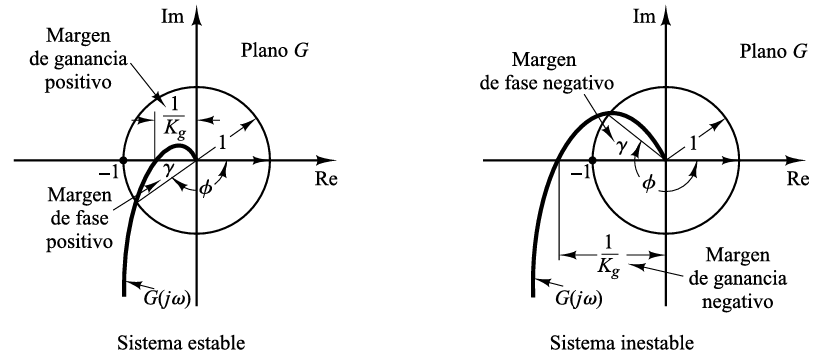 Im
Margen
de ganancia
positivo
Plano G
1
K_g
1
−1
γ
ϕ
Re
Margen
de fase
positivo
G(jω)
Sistema estable
Im
Margen
de fase negativo
Plano G
1
γ
−1
ϕ
Re
1
K_g
Margen
de ganancia
negativo
G(jω)
Sistema inestable